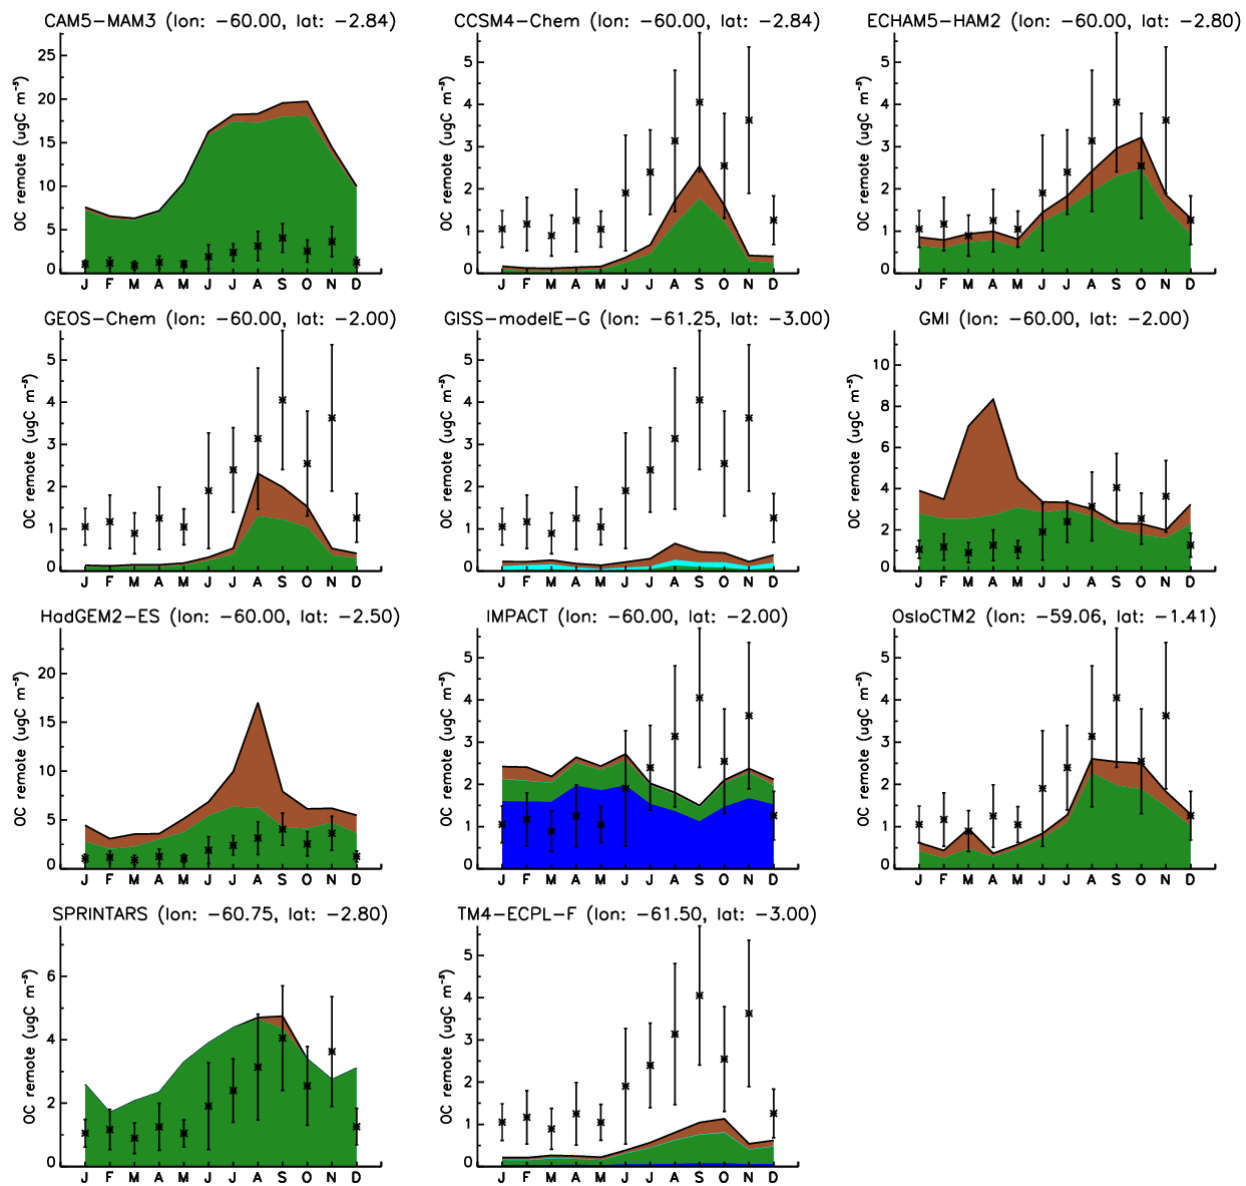 CAM5-MAM3 (lon: -60.00, lat: -2.84)
OC remote (ugC m⁻³)
25
20
15
10
5
0
J F M A M J J A S O N D
CCSM4-Chem (lon: -60.00, lat: -2.84)
OC remote (ugC m⁻³)
5
4
3
2
1
0
J F M A M J J A S O N D
ECHAM5-HAM2 (lon: -60.00, lat: -2.80)
OC remote (ugC m⁻³)
5
4
3
2
1
0
J F M A M J J A S O N D
GEOS-Chem (lon: -60.00, lat: -2.00)
OC remote (ugC m⁻³)
5
4
3
2
1
0
J F M A M J J A S O N D
GISS-modelE-G (lon: -61.25, lat: -3.00)
OC remote (ugC m⁻³)
5
4
3
2
1
0
J F M A M J J A S O N D
GMI (lon: -60.00, lat: -2.00)
OC remote (ugC m⁻³)
10
8
6
4
2
0
J F M A M J J A S O N D
HadGEM2-ES (lon: -60.00, lat: -2.50)
OC remote (ugC m⁻³)
20
15
10
5
0
J F M A M J J A S O N D
IMPACT (lon: -60.00, lat: -2.00)
OC remote (ugC m⁻³)
5
4
3
2
1
0
J F M A M J J A S O N D
OsloCTM2 (lon: -59.06, lat: -1.41)
OC remote (ugC m⁻³)
5
4
3
2
1
0
J F M A M J J A S O N D
SPRINTARS (lon: -60.75, lat: -2.80)
OC remote (ugC m⁻³)
6
4
2
0
J F M A M J J A S O N D
TM4-ECPL-F (lon: -61.50, lat: -3.00)
OC remote (ugC m⁻³)
5
4
3
2
1
0
J F M A M J J A S O N D